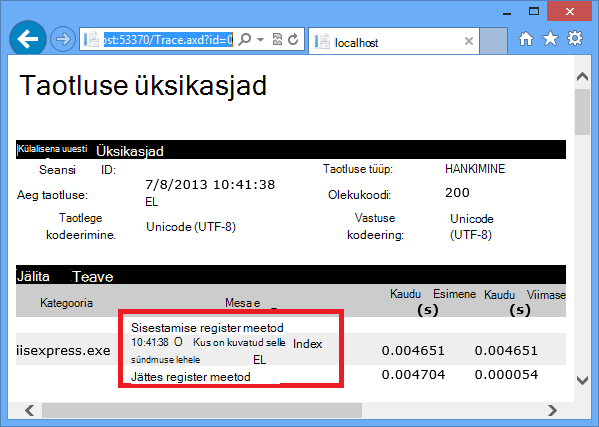 ost:53370/Trace.axd?id=0
localhost
Taotluse üksikasjad
Külalisena uuesti Üksikasjad
Seansi ID: Taotluse tüüp: HANKIMINE
Aeg taotluse: 7/8/2013 10:41:38 EL Olekukoodi: 200
Taotlege kodeerimine. Unicode (UTF-8) Vastuse kodeering: Unicode (UTF-8)
Jälita Teave
Kategooria Mesa e Kaudu Esimene (s) Kaudu Viimase (s)
Sisestamise register meetod
iisexpress.exe 10:41:38 O Kus on kuvatud selle Index 0.004651 0.004651
sündmuse lehele EL
Jättes register meetod 0.004704 0.000054